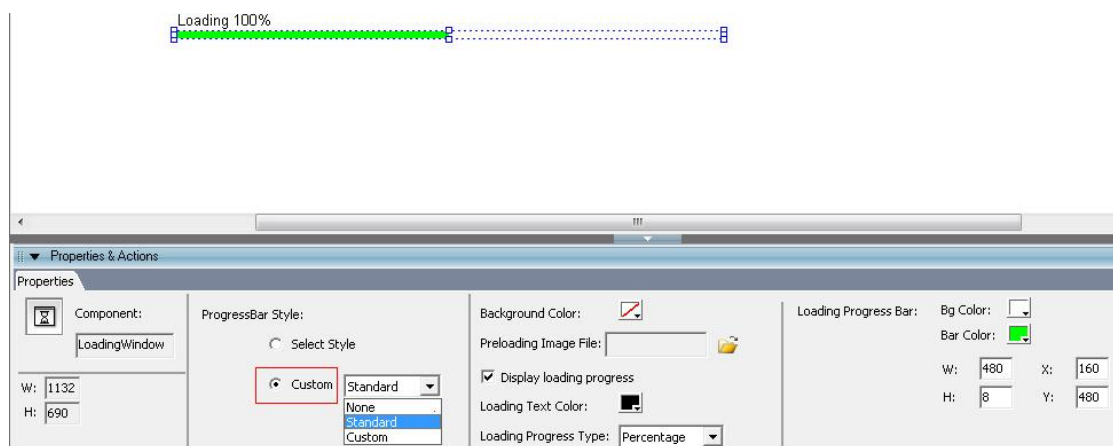 Loading 100%
Properties & Actions
Properties
Component:
LoadingWindow
W: 1132
H: 690
ProgressBar Style:
Select Style
Custom
Standard
None
Standard
Custom
Background Color:
Preloading Image File:
Display loading progress
Loading Text Color:
Loading Progress Type: Percentage
Loading Progress Bar:
Bg Color:
Bar Color:
W: 480 X: 160
H: 8 Y: 480